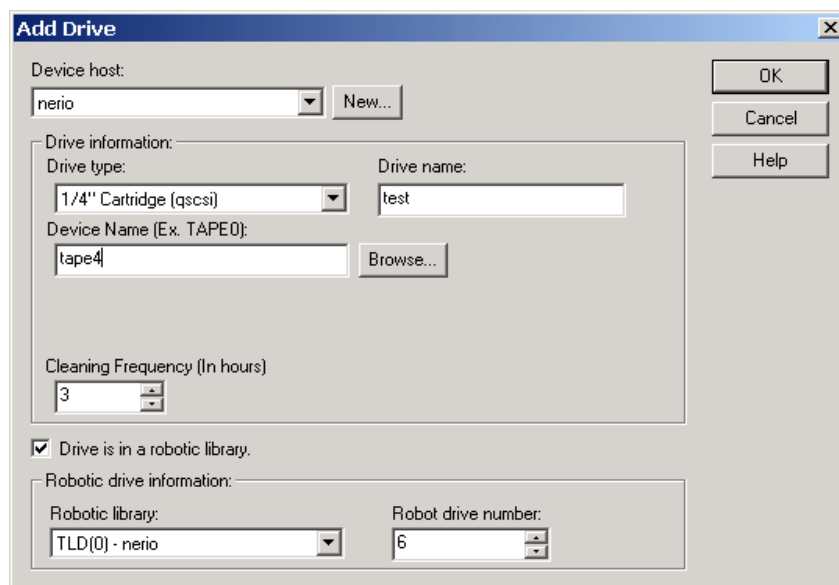 Add Drive
Device host:
nerio
New...
OK
Cancel
Help
Drive information:
Drive type:
Drive name:
1/4" Cartridge (qscsi)
test
Device Name (Ex. TAPE0):
tape4
Browse...
Cleaning Frequency (In hours)
3
Drive is in a robotic library.
Robotic drive information:
Robotic library:
Robot drive number:
TLD(0) - nerio
6